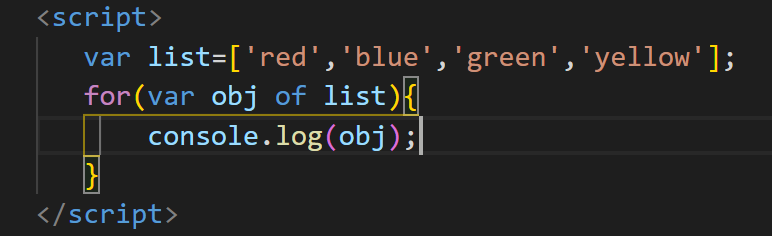 <script>
var list=['red','blue','green','yellow'];
for(var obj of list){
console.log(obj);
}
</script>